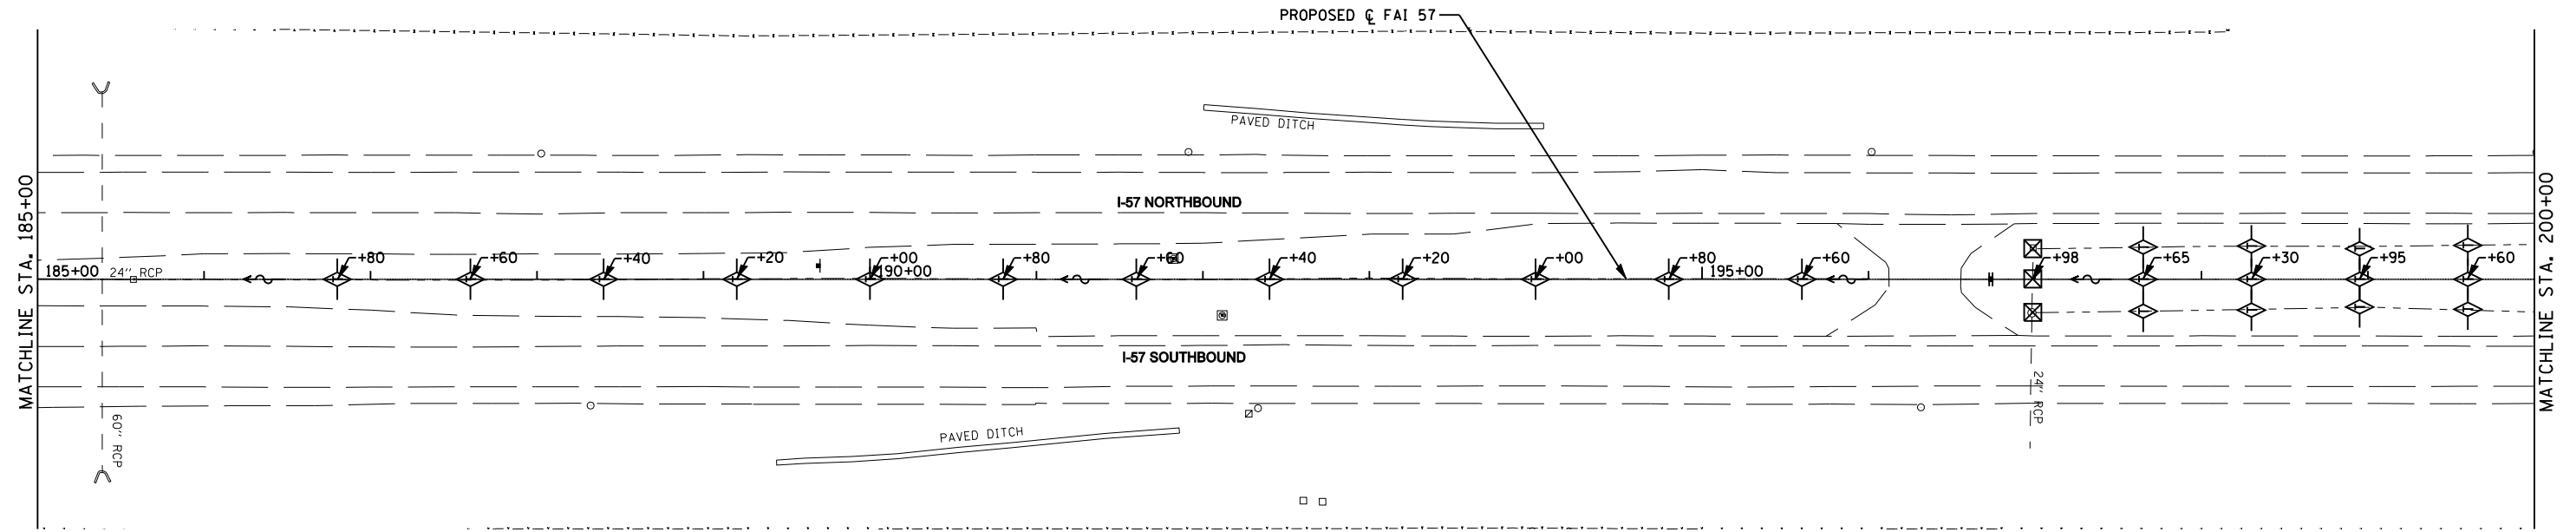 PROPOSED ℄ FAI 57
PAVED DITCH
I-57 NORTHBOUND
MATCHLINE STA. 185+00
MATCHLINE STA. 200+00
+80
+60
+40
+20
+00
+80
+60
+40
+20
+00
+80
+60
+98
+65
+30
+95
+60
185+00
24'' RCP
190+00
195+00
I-57 SOUTHBOUND
24'' RCP
60'' RCP
PAVED DITCH